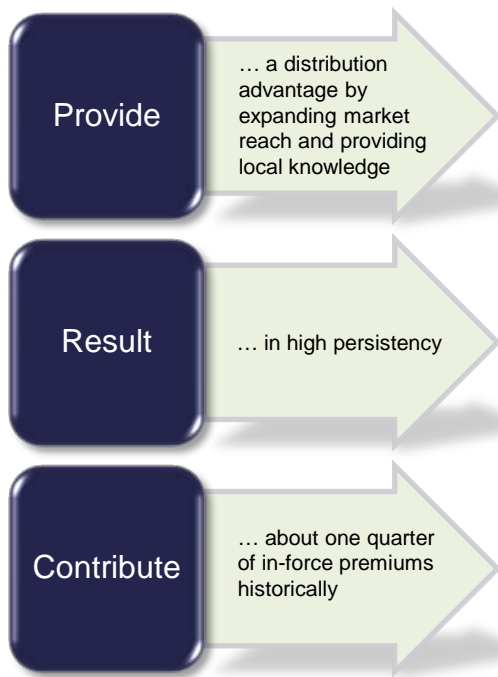 Provide
… a distribution
advantage by
expanding market
reach and providing
local knowledge
Result
… in high persistency
Contribute
… about one quarter
of in-force premiums
historically